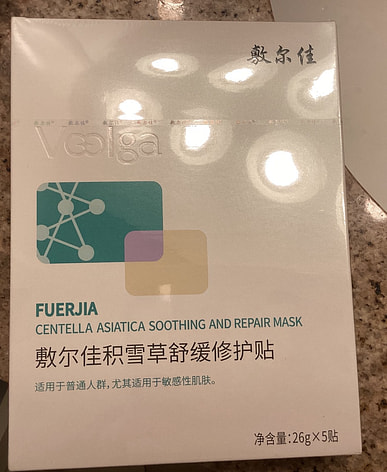 敷尔佳
Voolga
FUERJIA
CENTELLA ASIATICA SOOTHING AND REPAIR MASK
敷尔佳积雪草舒缓修护贴
适用于普通人群,尤其适用于敏感性肌肤。
净含量:26g×5贴